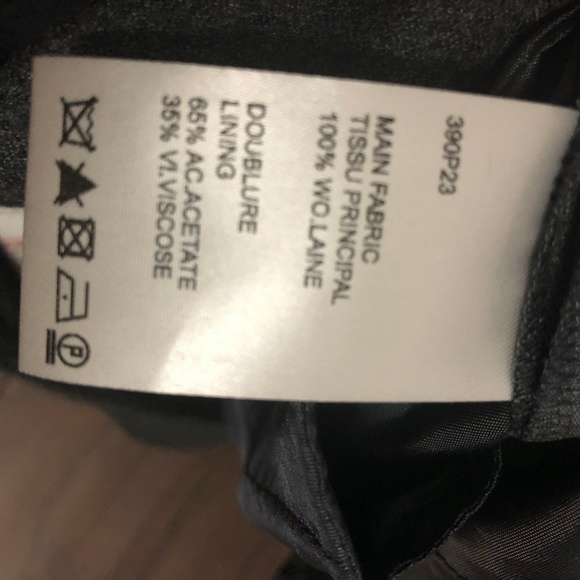 390P23
MAIN FABRIC
TISSU PRINCIPAL
100% WO.LAINE
DOUBLURE
LINING
65% AC.ACETATE
35% VI.VISCOSE
P